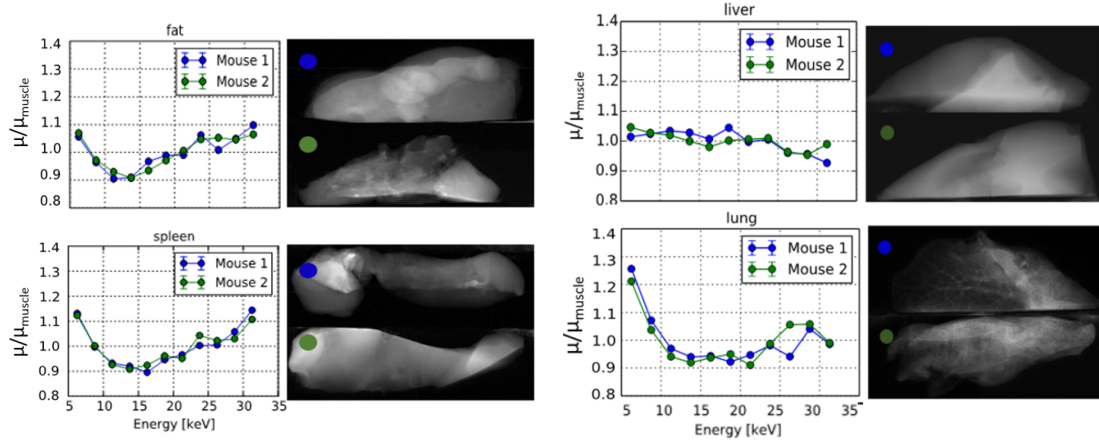 fat
1.4
1.3
1.2
1.1
1.0
0.9
0.8
μ/μmuscle
Mouse 1
Mouse 2
liver
1.4
1.3
1.2
1.1
1.0
0.9
0.8
μ/μmuscle
Mouse 1
Mouse 2
spleen
1.4
1.3
1.2
1.1
1.0
0.9
0.8
μ/μmuscle
Mouse 1
Mouse 2
5 10 15 20 25 30 35
Energy [keV]
lung
1.4
1.3
1.2
1.1
1.0
0.9
0.8
μ/μmuscle
Mouse 1
Mouse 2
5 10 15 20 25 30 35
Energy [keV]